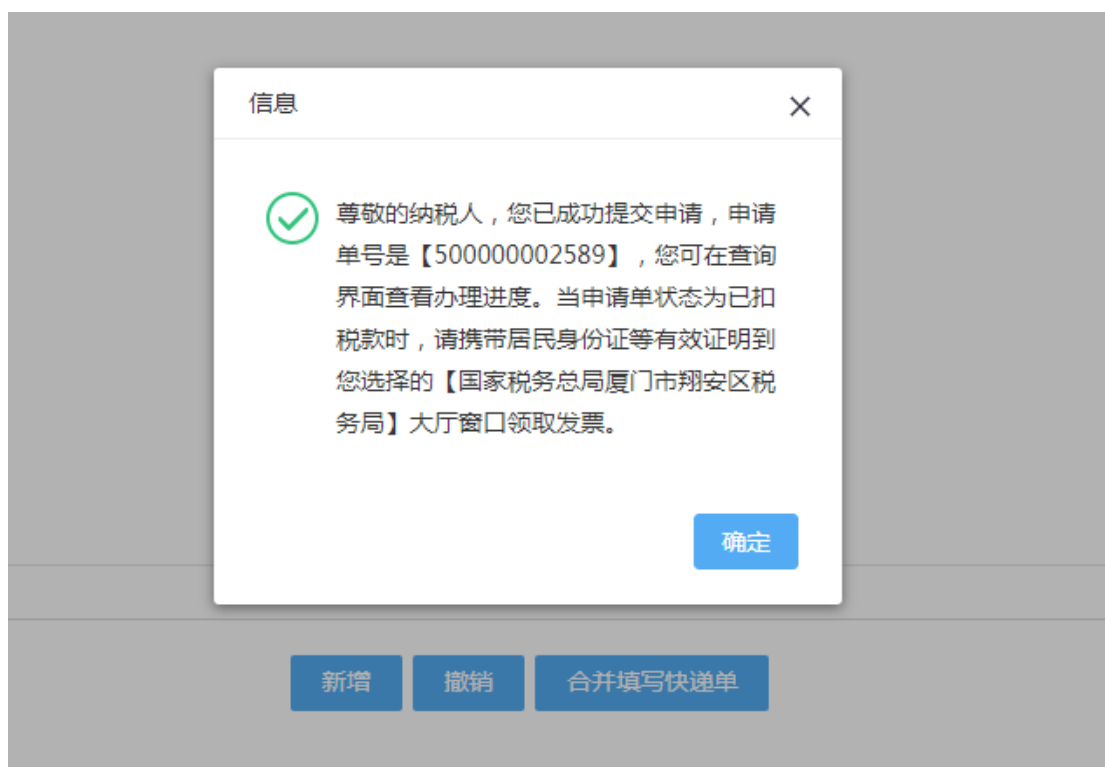 信息
尊敬的纳税人，您已成功提交申请，申请
单号是【500000002589】，您可在查询
界面查看办理进度。当申请单状态为已扣
税款时，请携带居民身份证等有效证明到
您选择的【国家税务总局厦门市翔安区税
务局】大厅窗口领取发票。
确定
新增 撤销 合并填写快递单